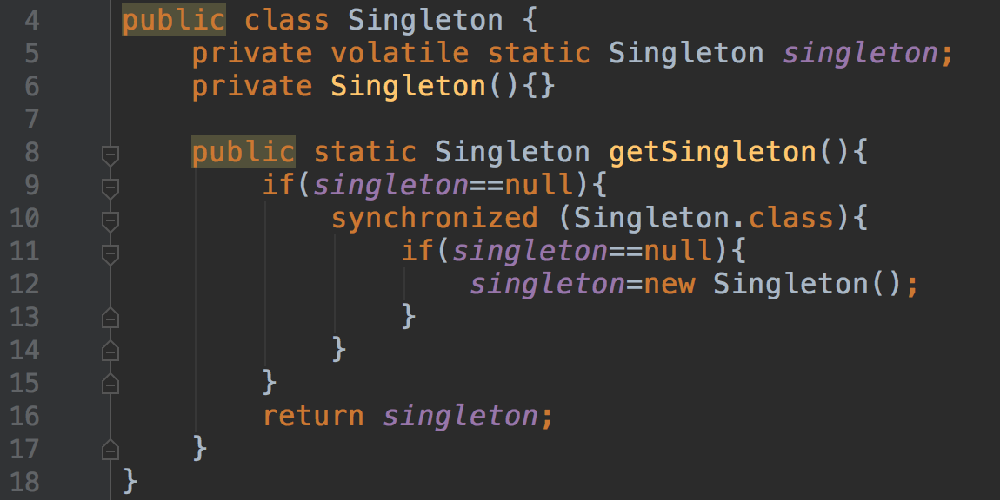 4 public class Singleton {
5 private volatile static Singleton singleton;
6 private Singleton(){}
7
8 public static Singleton getSingleton(){
9 if(singleton==null){
10 synchronized (Singleton.class){
11 if(singleton==null){
12 singleton=new Singleton();
13 }
14 }
15 }
16 return singleton;
17 }
18 }